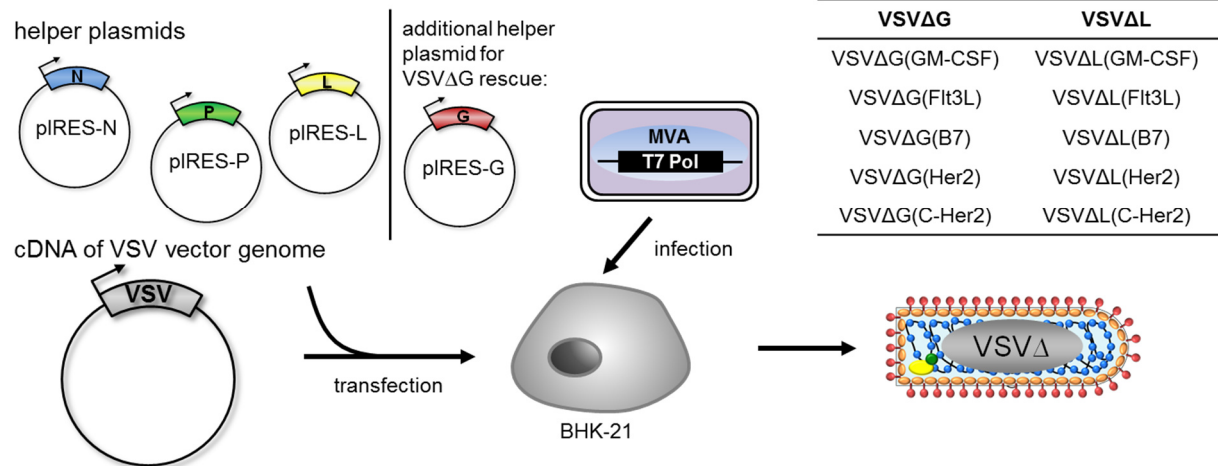 helper plasmids
N
pIRES-N
P
pIRES-P
L
pIRES-L
additional helper
plasmid for
VSVΔG rescue:
G
pIRES-G
MVA
T7 Pol
infection
VSVΔG VSVΔL
VSVΔG(GM-CSF) VSVΔL(GM-CSF)
VSVΔG(Flt3L) VSVΔL(Flt3L)
VSVΔG(B7) VSVΔL(B7)
VSVΔG(Her2) VSVΔL(Her2)
VSVΔG(C-Her2) VSVΔL(C-Her2)
cDNA of VSV vector genome
VSV
transfection
BHK-21
VSVΔ